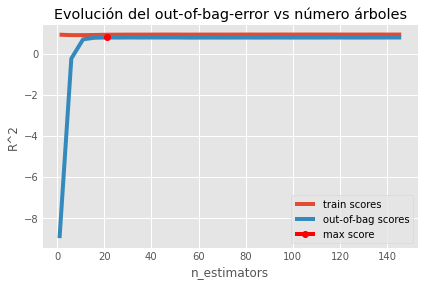 Evolución del out-of-bag-error vs número árboles
R^2
0
−2
−4
−6
−8
0 20 40 60 80 100 120 140
n_estimators
train scores
out-of-bag scores
max score